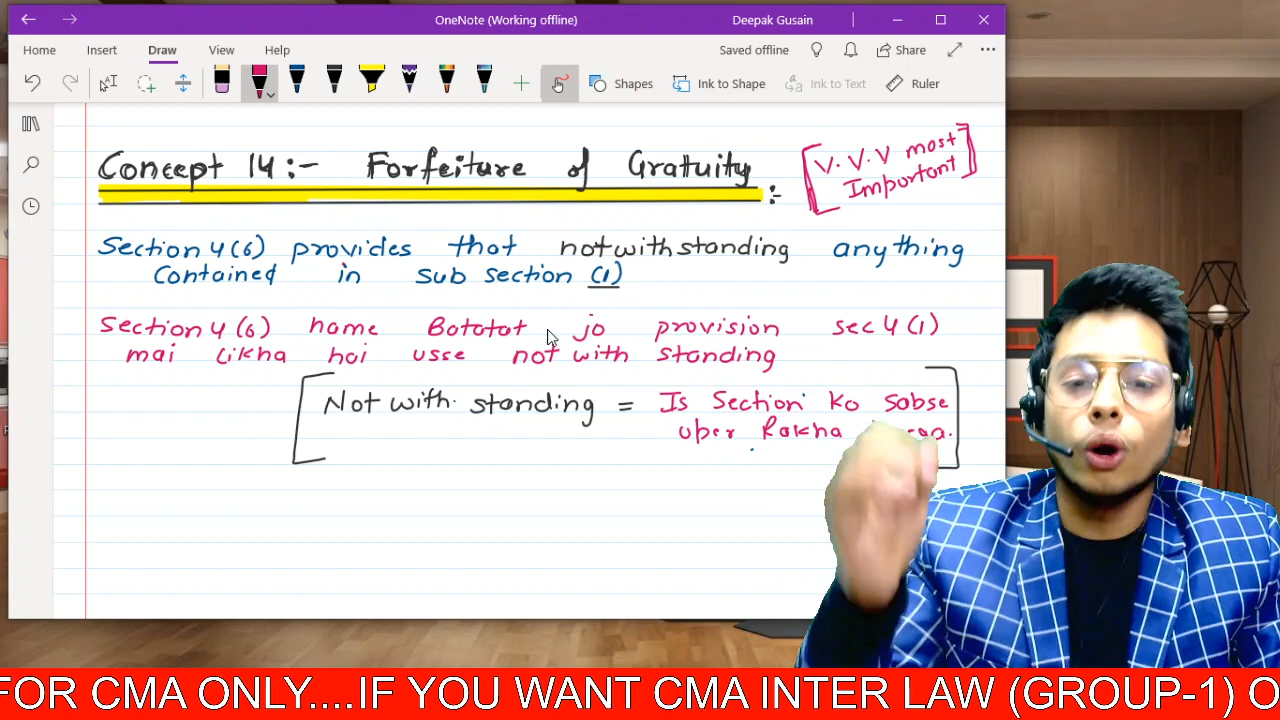 OneNote (Working offline)
Deepak Gusain
Home Insert Draw View Help
Saved offline
Share
Shapes
Ink to Shape
Ink to Text
Ruler
Concept 14:- Forfeiture of Gratuity :-
[V.V.V most
Important]
Section 4(6) provides that notwithstanding anything
Contained in sub section (1)
Section 4(6) hame Batatat jo provision sec 4(1)
mai likha hai usse not with standing
[Not with standing = Is Section ko sabse
uper Rakha
FOR CMA ONLY....IF YOU WANT CMA INTER LAW (GROUP-1) O